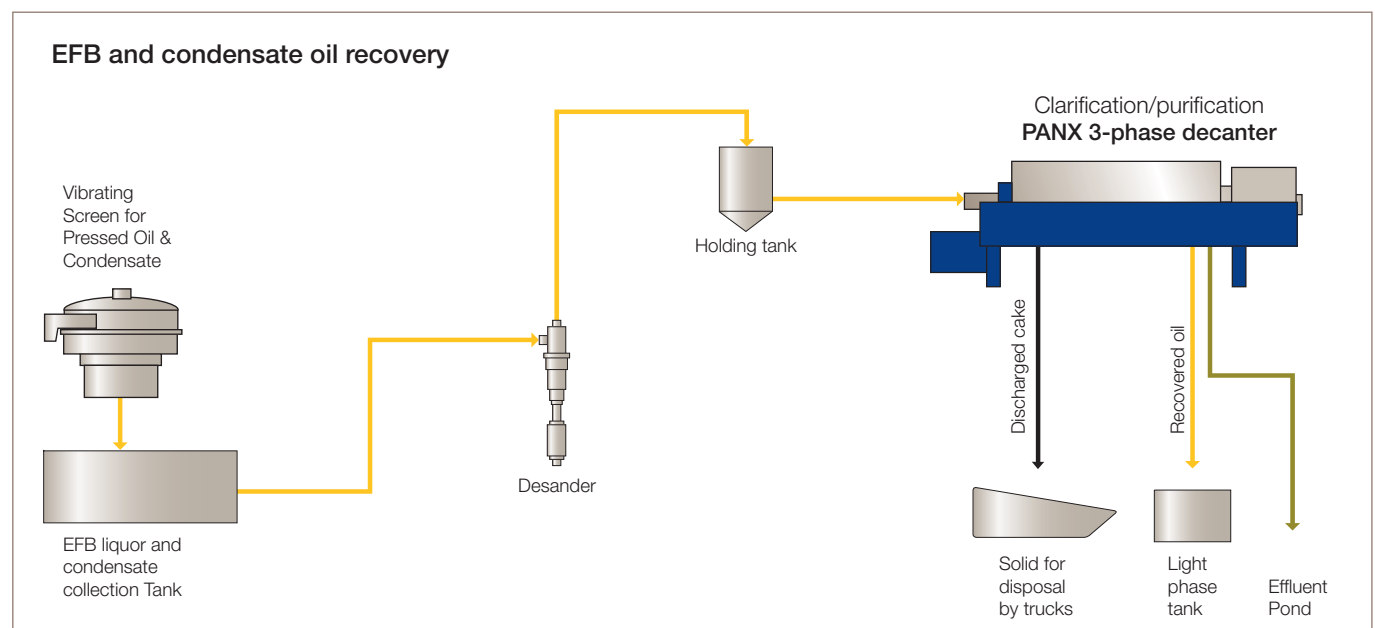 EFB and condensate oil recovery
Clarification/purification
PANX 3-phase decanter
Vibrating
Screen for
Pressed Oil &
Condensate
Holding tank
Discharged cake
Recovered oil
Desander
EFB liquor and
condensate
collection Tank
Solid for
disposal
by trucks
Light
phase
tank
Effluent
Pond